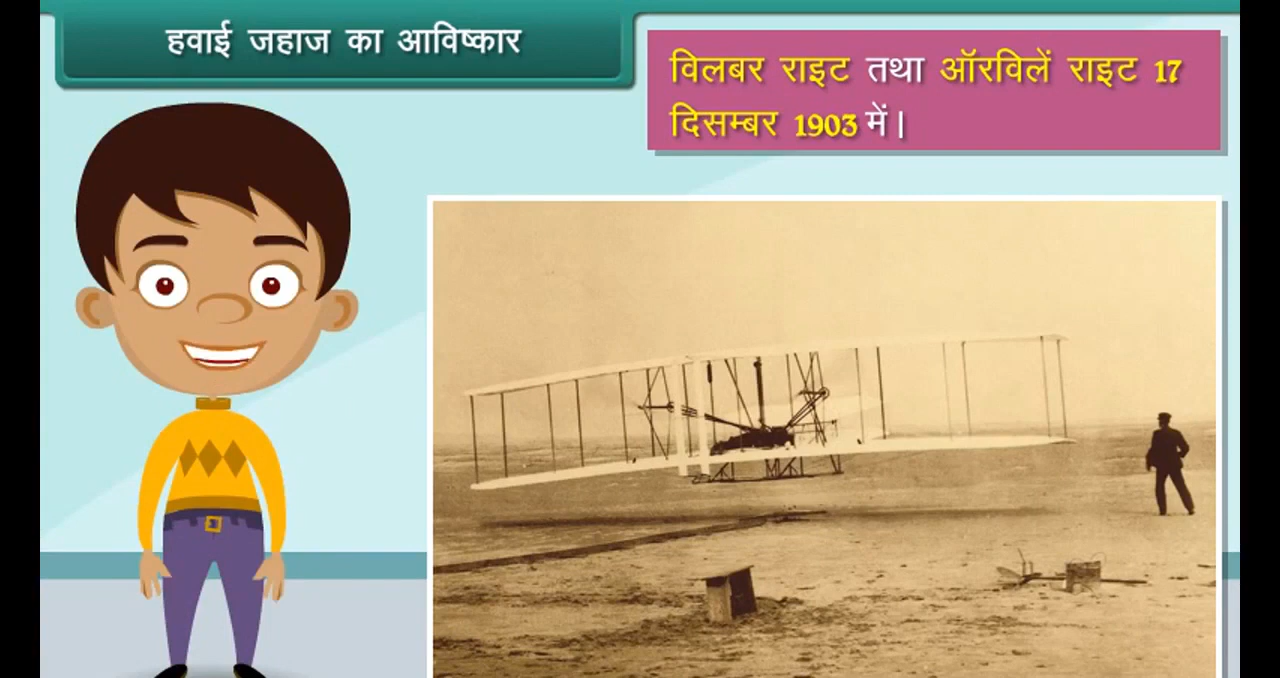 हवाई जहाज का आविष्कार
विलबर राइट तथा ऑरविलें राइट 17
दिसम्बर 1903 में।